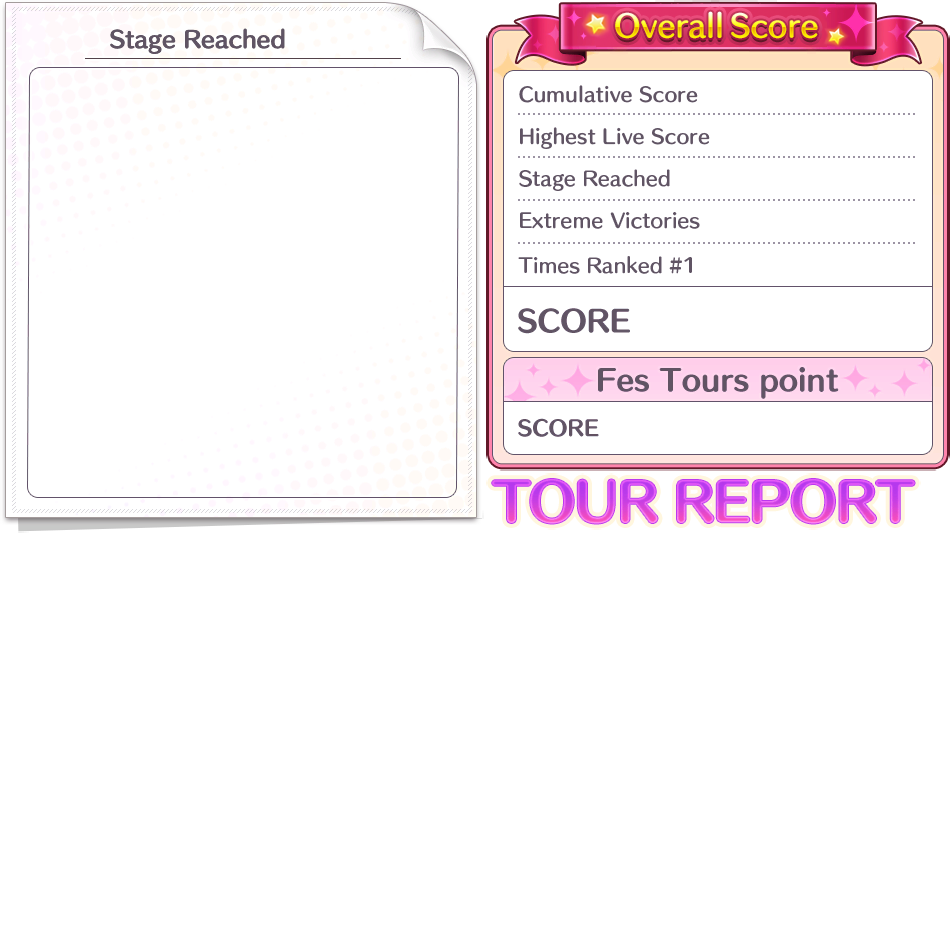 Stage Reached
Overall Score
Cumulative Score
Highest Live Score
Stage Reached
Extreme Victories
Times Ranked #1
SCORE
Fes Tours point
SCORE
TOUR REPORT